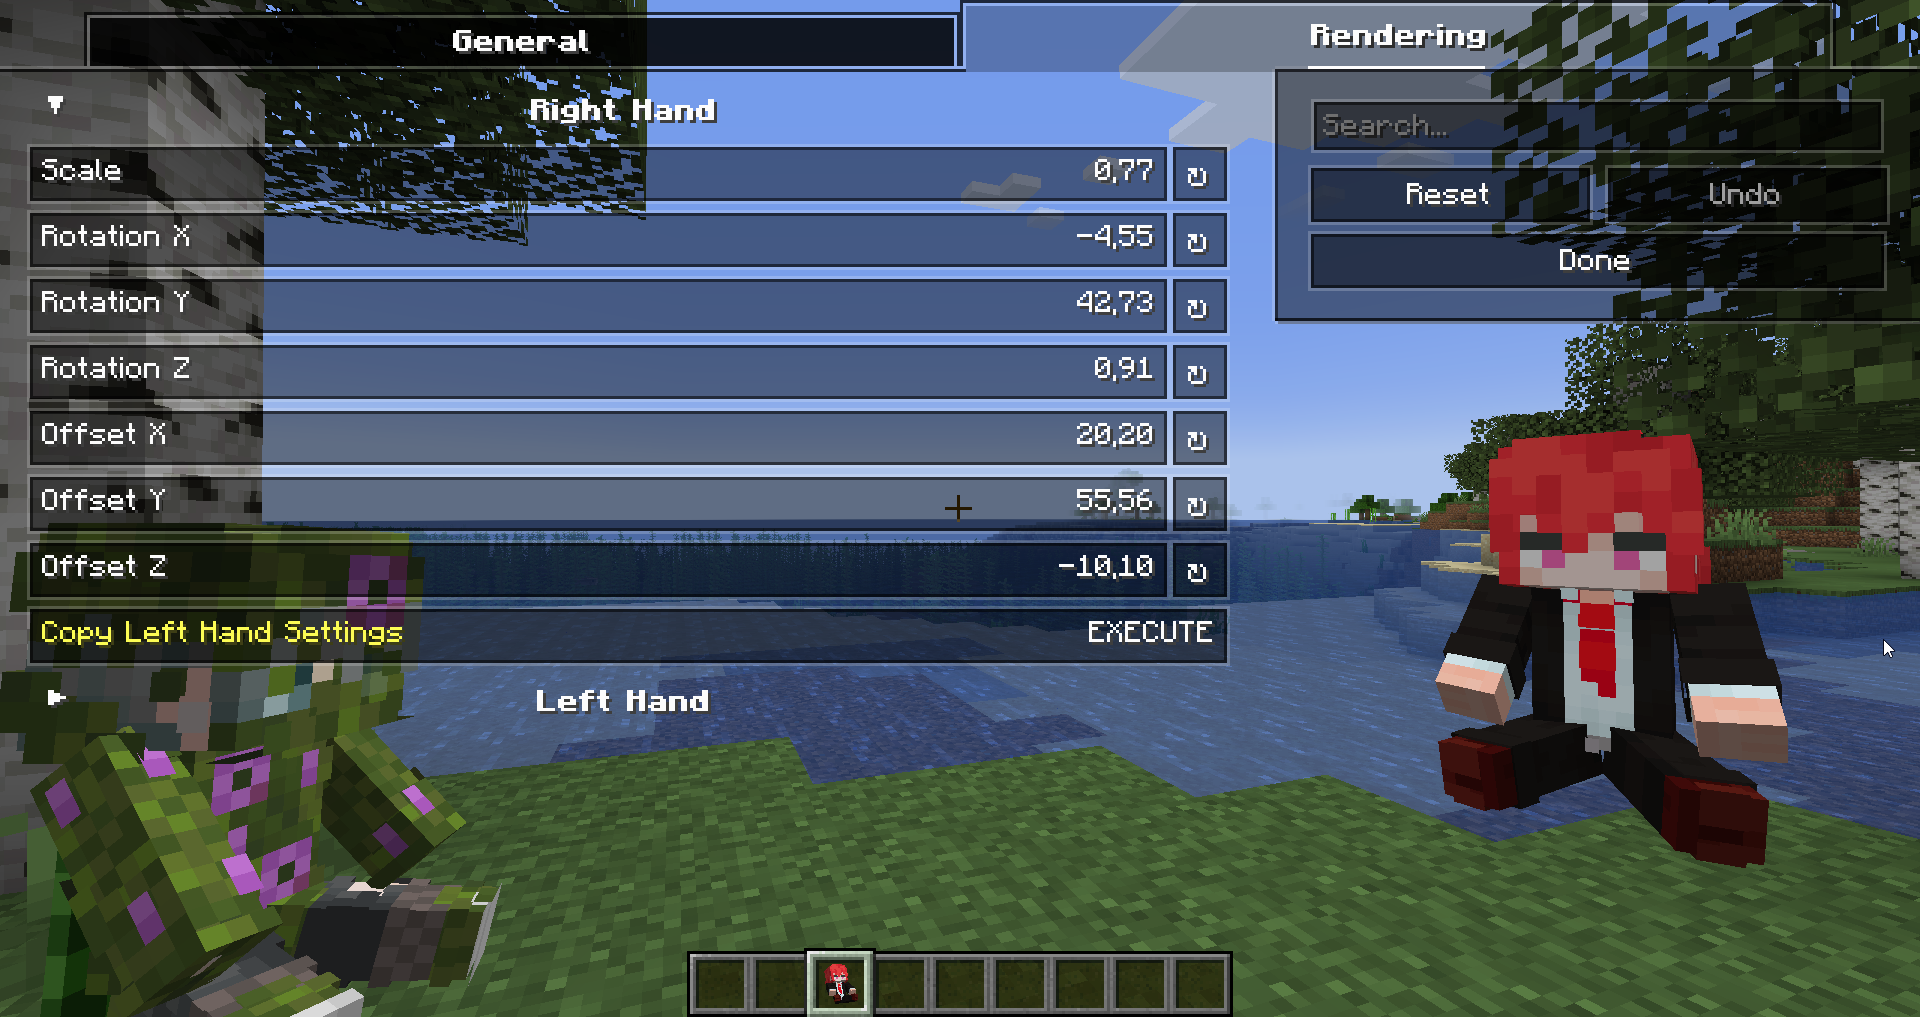 General
Rendering
Right Hand
Search...
Scale 0,77
Reset Undo
Rotation X -4,55
Done
Rotation Y 42,73
Rotation Z 0,91
Offset X 20,20
Offset Y 55,56
Offset Z -10,10
Copy Left Hand Settings EXECUTE
Left Hand